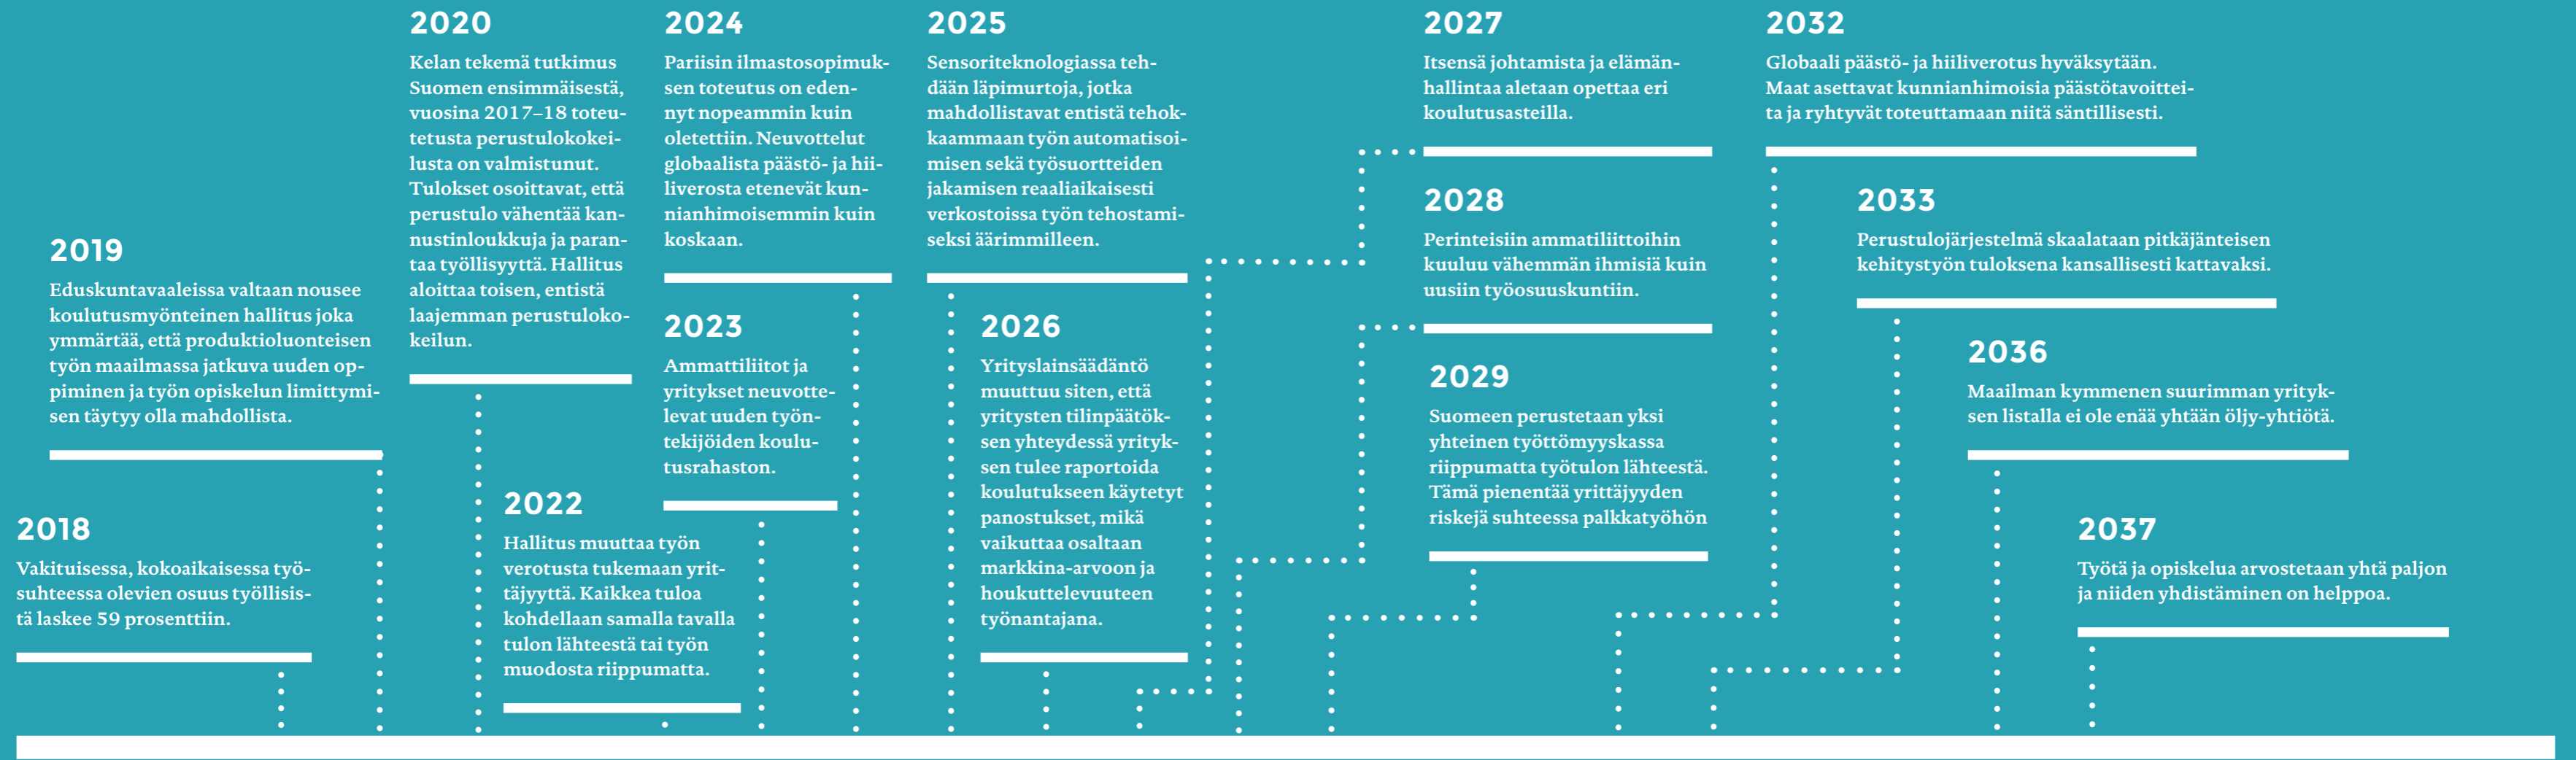 2018
Vakituisessa, kokoaikaisessa työ-
suhteessa olevien osuus työllisis-
tä laskee 59 prosenttiin.
2019
Eduskuntavaaleissa valtaan nousee
koulutusmyönteinen hallitus joka
ymmärtää, että produktioluonteisen
työn maailmassa jatkuva uuden op-
piminen ja työn opiskelun limittymi-
sen täytyy olla mahdollista.
2020
Kelan tekemä tutkimus
Suomen ensimmäisestä,
vuosina 2017–18 toteu-
tetusta perustulokokei-
lusta on valmistunut.
Tulokset osoittavat, että
perustulo vähentää kan-
nustinloukkuja ja paran-
taa työllisyyttä. Hallitus
aloittaa toisen, entistä
laajemman perustuloko-
keilun.
2022
Hallitus muuttaa työn
verotusta tukemaan yrit-
täjyyttä. Kaikkea tuloa
kohdellaan samalla tavalla
tulon lähteestä tai työn
muodosta riippumatta.
2023
Ammattiliitot ja
yritykset neuvotte-
levat uuden työn-
tekijöiden koulu-
tusrahaston.
2024
Pariisin ilmastosopimuk-
sen toteutus on eden-
nyt nopeammin kuin
oletettiin. Neuvottelut
globaalista päästö- ja hii-
liverosta etenevät kun-
nianhimoisemmin kuin
koskaan.
2025
Sensoriteknologiassa teh-
dään läpimurtoja, jotka
mahdollistavat entistä tehok-
kaammaan työn automatisoi-
misen sekä työsuortteiden
jakamisen reaaliaikaisesti
verkostoissa työn tehostami-
seksi äärimmilleen.
2026
Yrityslainsäädäntö
muuttuu siten, että
yritysten tilinpäätök-
sen yhteydessä yrityk-
sen tulee raportoida
koulutukseen käytetyt
panostukset, mikä
vaikuttaa osaltaan
markkina-arvoon ja
houkuttelevuuteen
työnantajana.
2027
Itsensä johtamista ja elämän-
hallintaa aletaan opettaa eri
koulutusasteilla.
2028
Perinteisiin ammatiliittoihin
kuuluu vähemmän ihmisiä kuin
uusiin työosuuskuntiin.
2029
Suomeen perustetaan yksi
yhteinen työttömyyskassa
riippumatta työtulon lähteestä.
Tämä pienentää yrittäjyyden
riskejä suhteessa palkkatyöhön
2032
Globaali päästö- ja hiiliverotus hyväksytään.
Maat asettavat kunnianhimoisia päästötavoittei-
ta ja ryhtyvät toteuttamaan niitä säntillisesti.
2033
Perustulojärjestelmä skaalataan pitkäjänteisen
kehitystyön tuloksena kansallisesti kattavaksi.
2036
Maailman kymmenen suurimman yrityk-
sen listalla ei ole enää yhtään öljy-yhtiötä.
2037
Työtä ja opiskelua arvostetaan yhtä paljon
ja niiden yhdistäminen on helppoa.